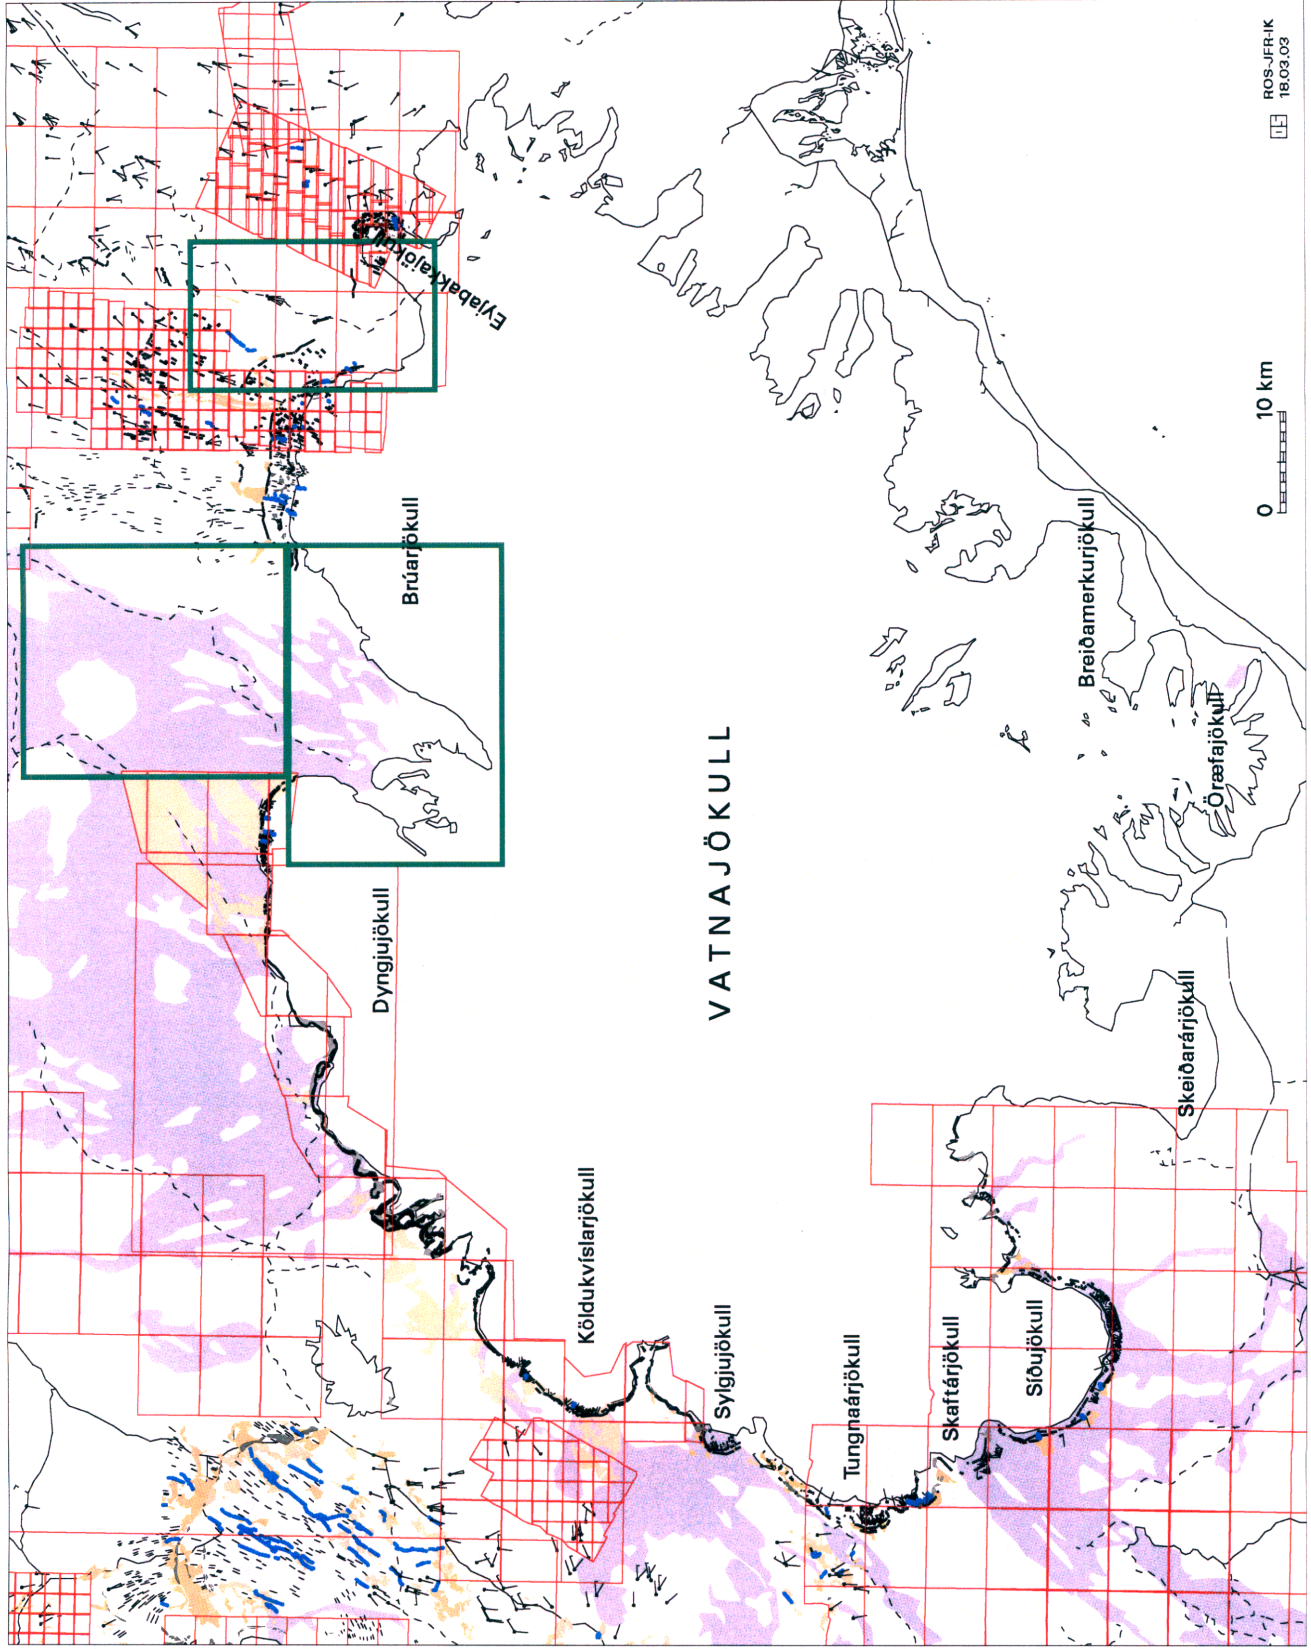 Eyjabakkajökull
Brúarjökull
Dyngjujökull
VATNAJÖKULL
Köldukvíslarjökull
Sylgjujökull
Tungnaárjökull
Skaftárjökull
Síðujökull
Skeiðarárjökull
Öræfajökull
Breiðamerkurjökull
0 10 km
ROS-JFR-IK
18.03.03